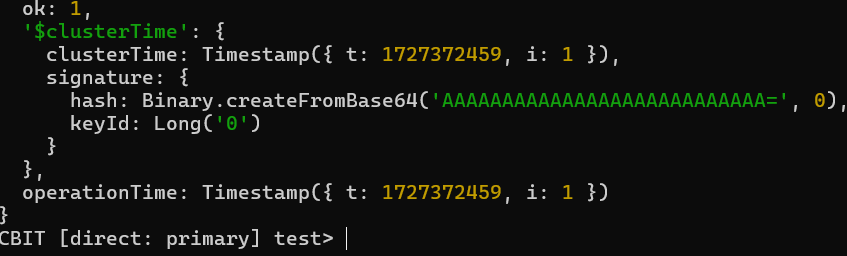 ok: 1,
'$clusterTime': {
clusterTime: Timestamp({ t: 1727372459, i: 1 }),
signature: {
hash: Binary.createFromBase64('AAAAAAAAAAAAAAAAAAAAAAAAAAA=', 0),
keyId: Long('0')
}
},
operationTime: Timestamp({ t: 1727372459, i: 1 })
}
CBIT [direct: primary] test>